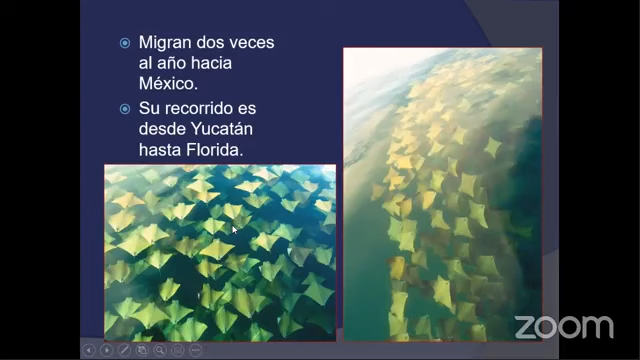 Migran dos veces
al año hacia
México.
Su recorrido es
desde Yucatán
hasta Florida.
zoom